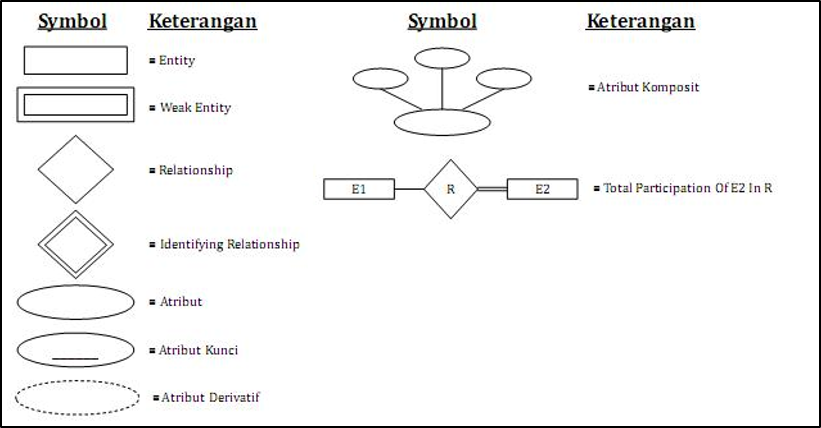 Symbol Keterangan
= Entity
= Weak Entity
= Relationship
= Identifying Relationship
= Atribut
= Atribut Kunci
= Atribut Derivatif
Symbol Keterangan
= Atribut Komposit
E1 R E2 = Total Participation Of E2 In R